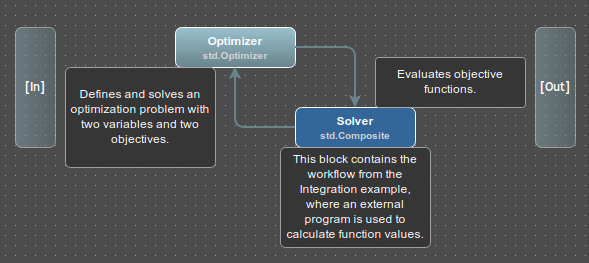 Optimizer
std.Optimizer
[In]
Defines and solves an
optimization problem with
two variables and two
objectives.
Evaluates objective
functions.
[Out]
Solver
std.Composite
This block contains the
workflow from the
Integration example,
where an external
program is used to
calculate function values.